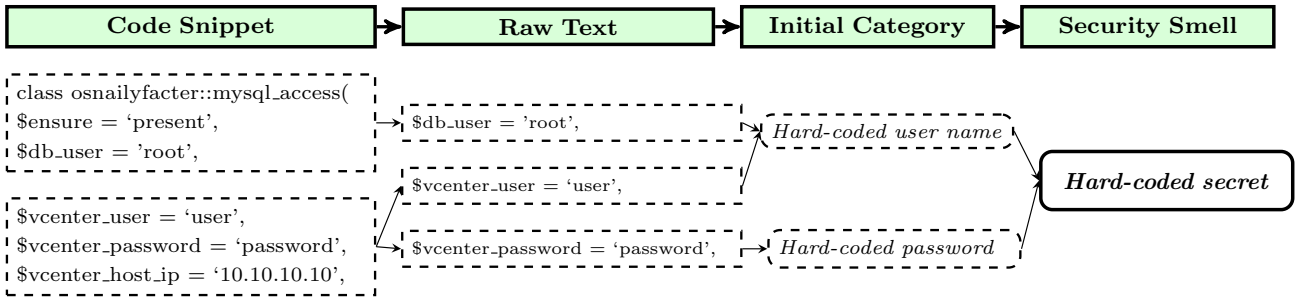 Code Snippet
Raw Text
Initial Category
Security Smell
class osnailyfacter::mysql_access(
$ensure = ‘present’,
$db_user = 'root',
$vcenter_user = ‘user’,
$vcenter_password = ‘password’,
$vcenter_host_ip = ‘10.10.10.10’,
$db_user = 'root',
$vcenter_user = ‘user’,
$vcenter_password = ‘password’,
Hard-coded user name
Hard-coded password
Hard-coded secret